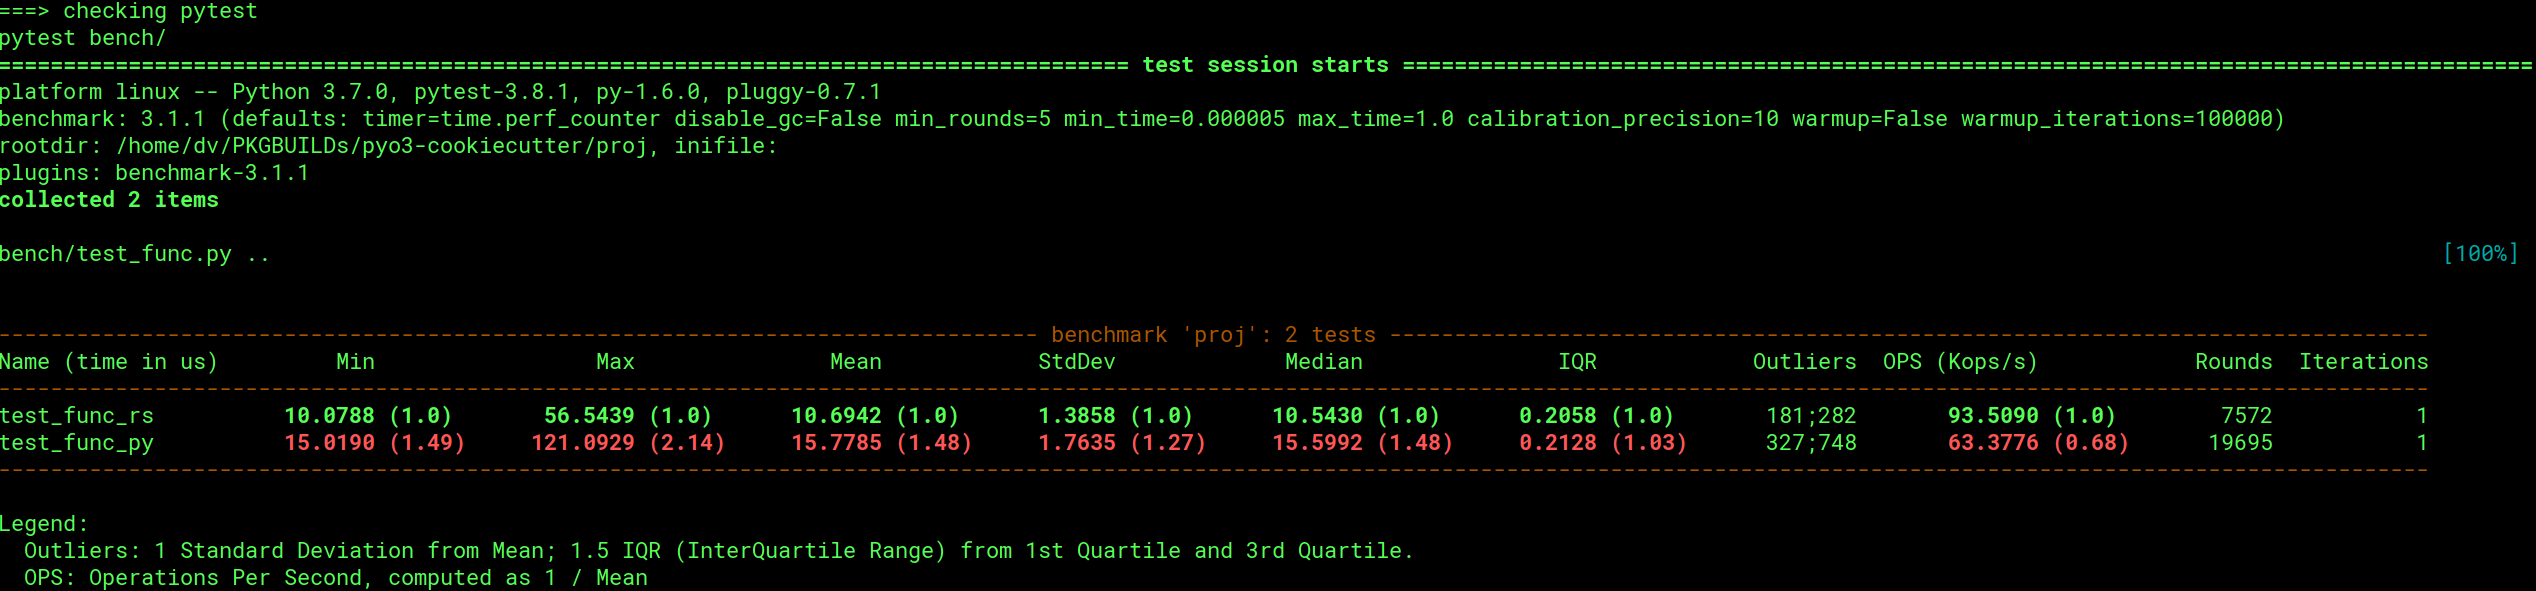 ===> checking pytest
pytest bench/
======================================================================================= test session starts =======================================================================================
platform linux -- Python 3.7.0, pytest-3.8.1, py-1.6.0, pluggy-0.7.1
benchmark: 3.1.1 (defaults: timer=time.perf_counter disable_gc=False min_rounds=5 min_time=0.000005 max_time=1.0 calibration_precision=10 warmup=False warmup_iterations=100000)
rootdir: /home/dv/PKGBUILDs/pyo3-cookiecutter/proj, inifile:
plugins: benchmark-3.1.1
collected 2 items
bench/test_func.py .. [100%]
-------------------------------------------------------------------------------- benchmark 'proj': 2 tests --------------------------------------------------------------------------------
Name (time in us) Min Max Mean StdDev Median IQR Outliers OPS (Kops/s) Rounds Iterations
-------------------------------------------------------------------------------------------------------------------------------------------------------------------------------------------
test_func_rs 10.0788 (1.0) 56.5439 (1.0) 10.6942 (1.0) 1.3858 (1.0) 10.5430 (1.0) 0.2058 (1.0) 181;282 93.5090 (1.0) 7572 1
test_func_py 15.0190 (1.49) 121.0929 (2.14) 15.7785 (1.48) 1.7635 (1.27) 15.5992 (1.48) 0.2128 (1.03) 327;748 63.3776 (0.68) 19695 1
-------------------------------------------------------------------------------------------------------------------------------------------------------------------------------------------
Legend:
Outliers: 1 Standard Deviation from Mean; 1.5 IQR (InterQuartile Range) from 1st Quartile and 3rd Quartile.
OPS: Operations Per Second, computed as 1 / Mean